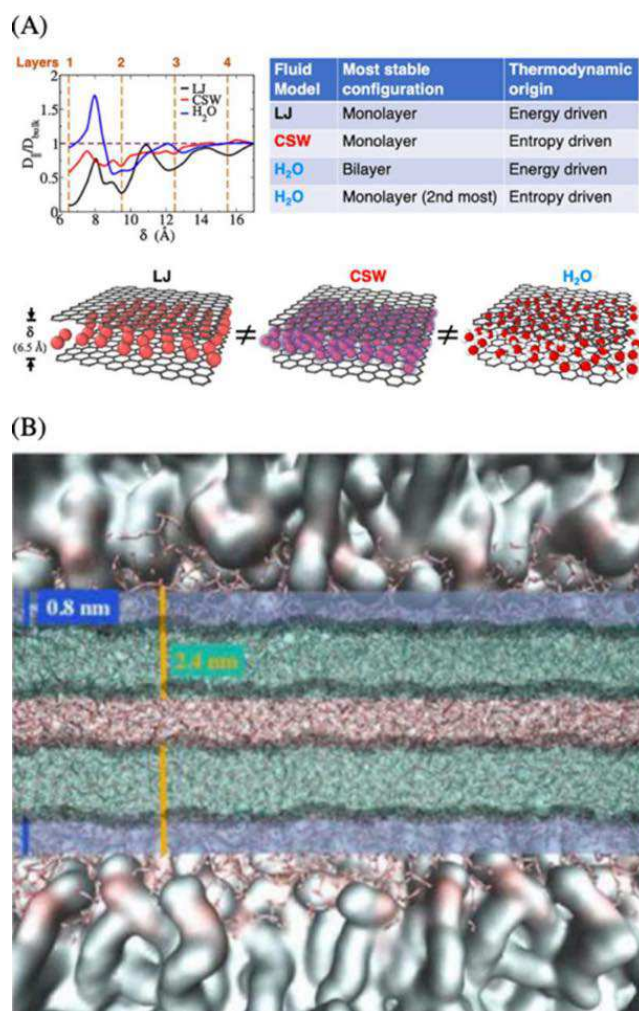 (A)
Layers 1 2 3 4
2
1.5
1
0.5
0
D||/Dbulk
LJ
CSW
H2O
6 8 10 12 14 16
δ (Å)
Fluid Model Most stable configuration Thermodynamic origin
LJ Monolayer Energy driven
CSW Monolayer Entropy driven
H2O Bilayer Energy driven
H2O Monolayer (2nd most) Entropy driven
LJ CSW H2O
δ
(6.5 Å)
≠ ≠
(B)
0.8 nm
2.4 nm